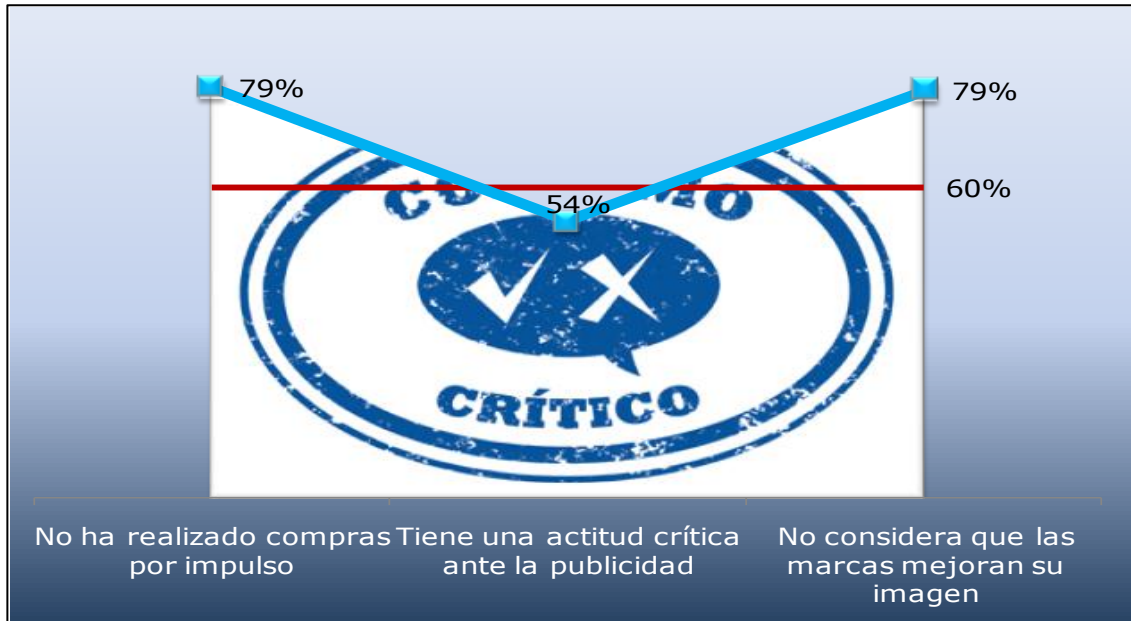 79%
79%
60%
54%
CRÍTICO
No ha realizado compras
por impulso
Tiene una actitud crítica
ante la publicidad
No considera que las
marcas mejoran su
imagen